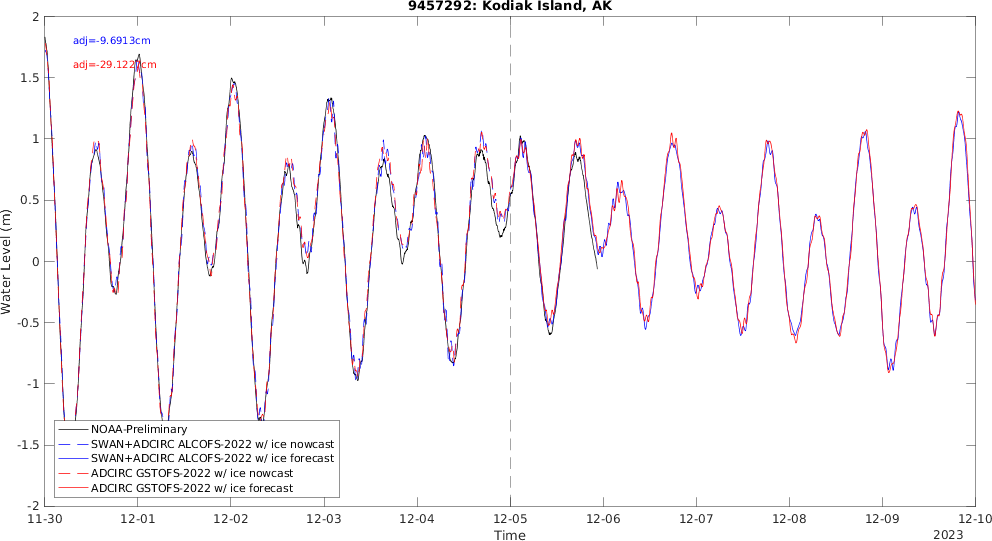 9457292: Kodiak Island, AK
2
adj=-9.6913cm
adj=-29.122 cm
1.5
1
0.5
0
-0.5
-1
-1.5
-2
Water Level (m)
NOAA-Preliminary
SWAN+ADCIRC ALCOFS-2022 w/ ice nowcast
SWAN+ADCIRC ALCOFS-2022 w/ ice forecast
ADCIRC GSTOFS-2022 w/ ice nowcast
ADCIRC GSTOFS-2022 w/ ice forecast
11-30 12-01 12-02 12-03 12-04 12-05 12-06 12-07 12-08 12-09 12-10
Time
2023